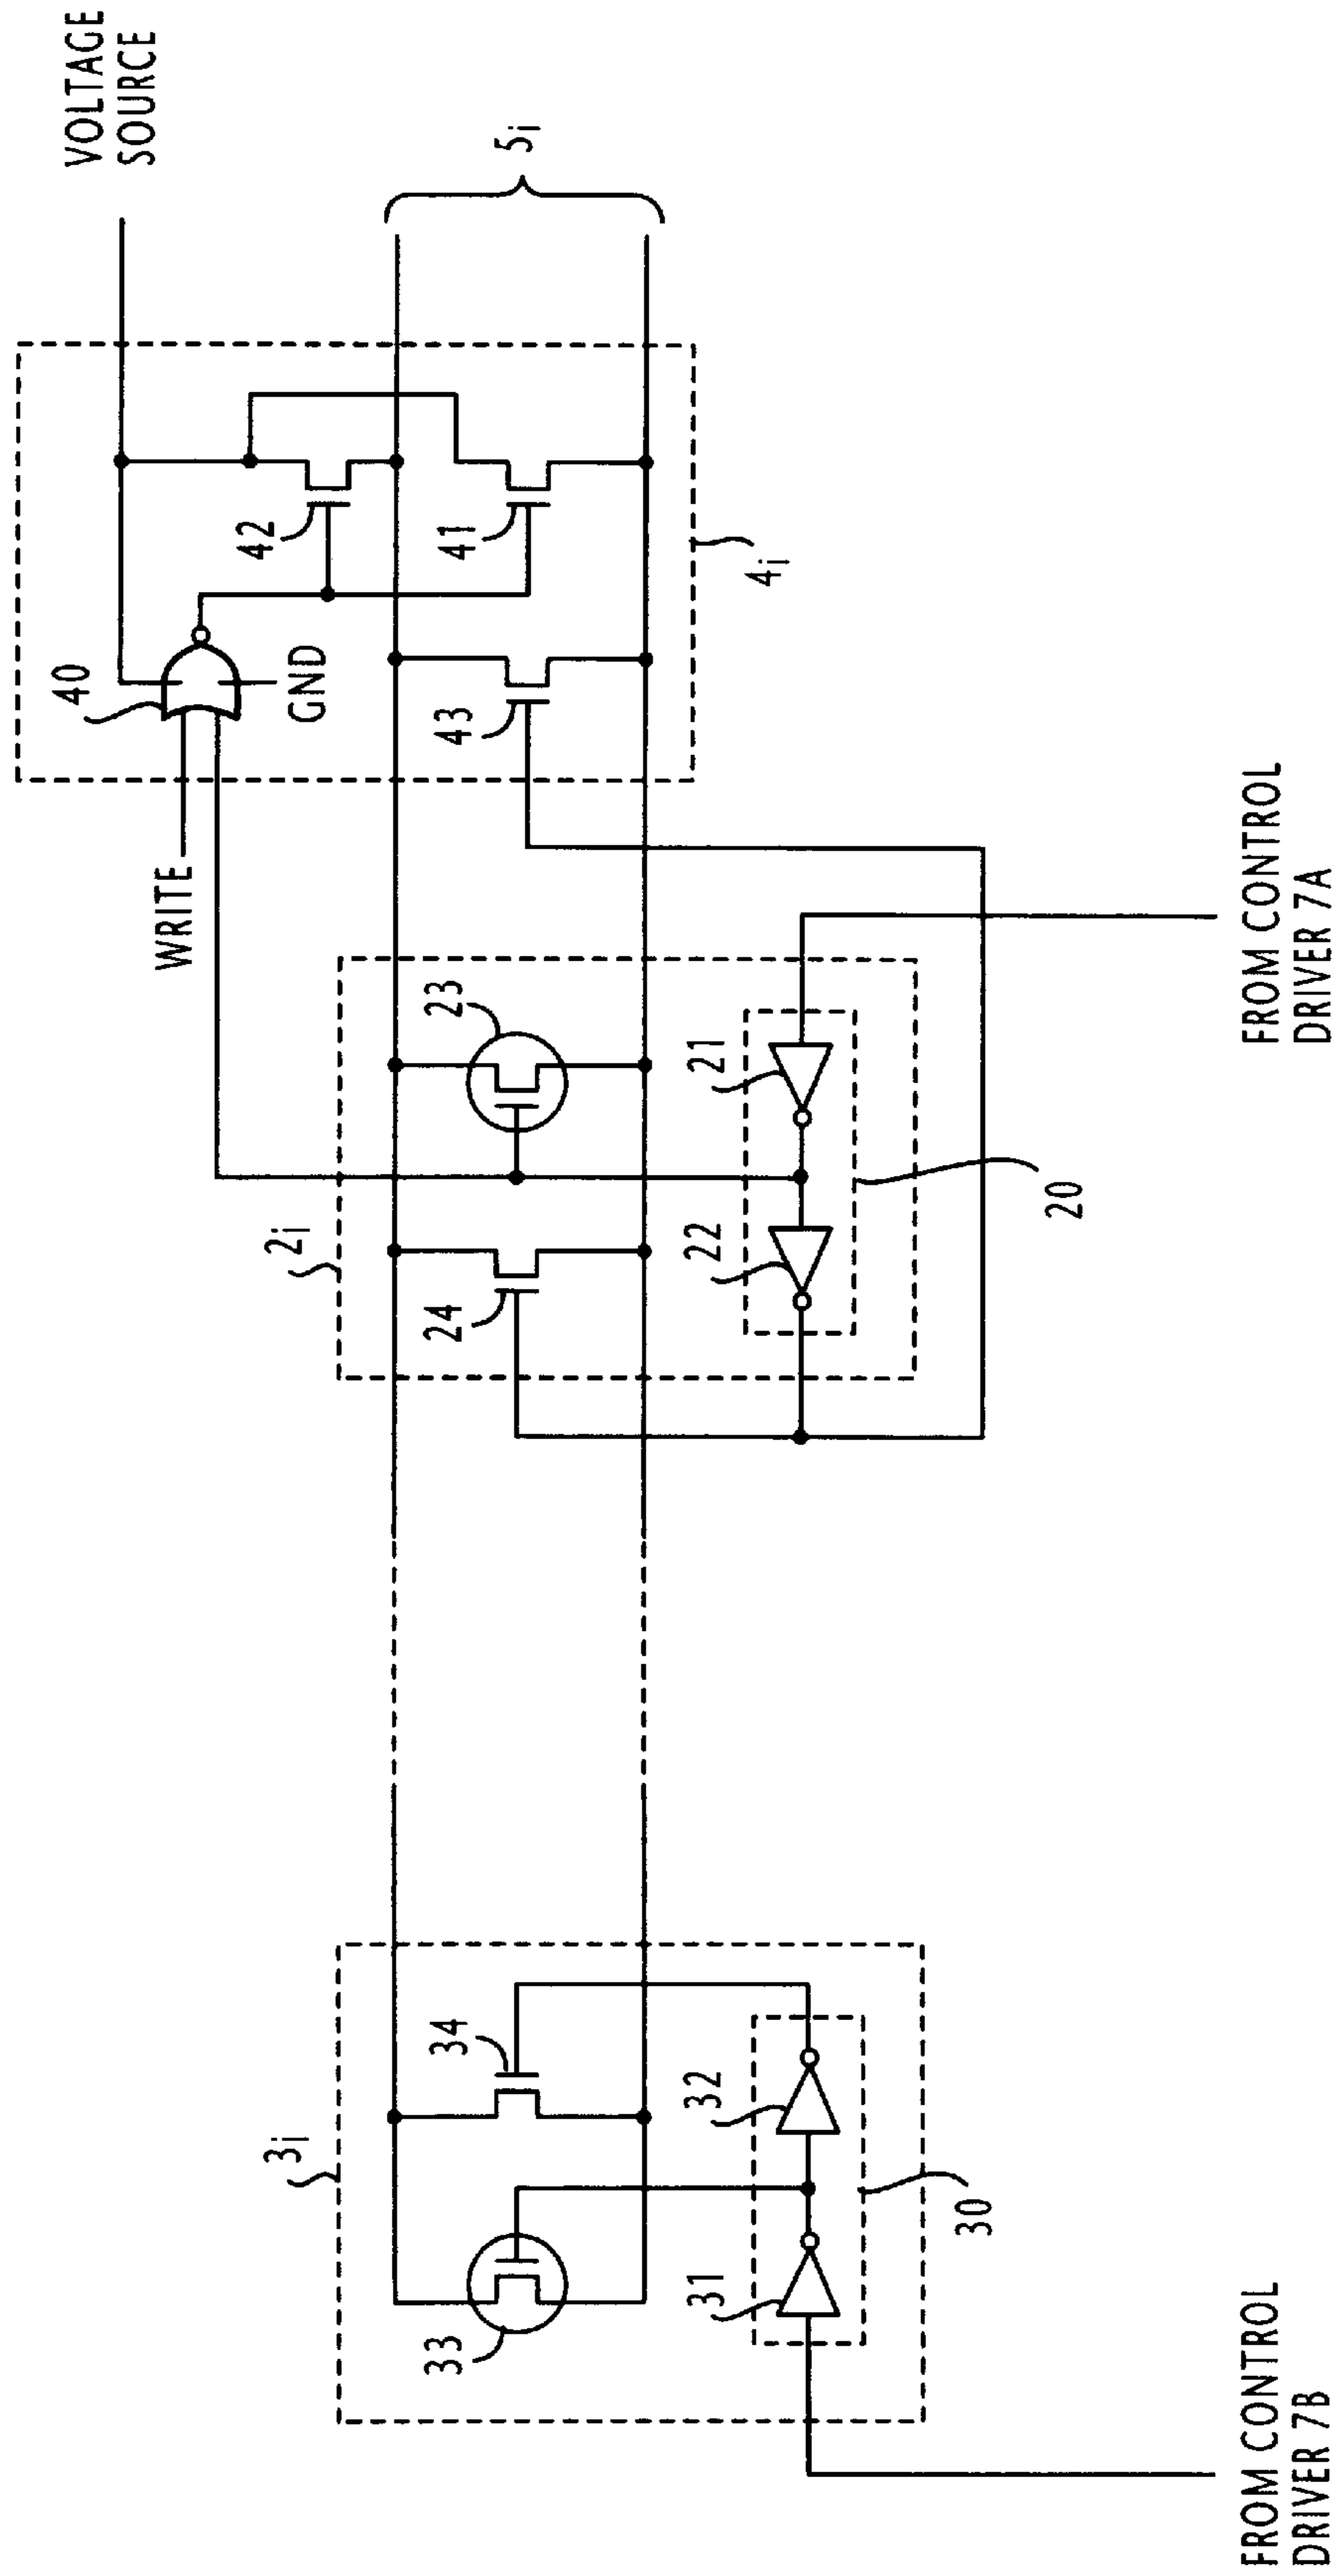 VOLTAGE
SOURCE
5i
42
41
4i
40
GND
43
WRITE
FROM CONTROL
DRIVER 7A
23
21
20
2i
22
24
34
32
3i
30
33
31
FROM CONTROL
DRIVER 7B